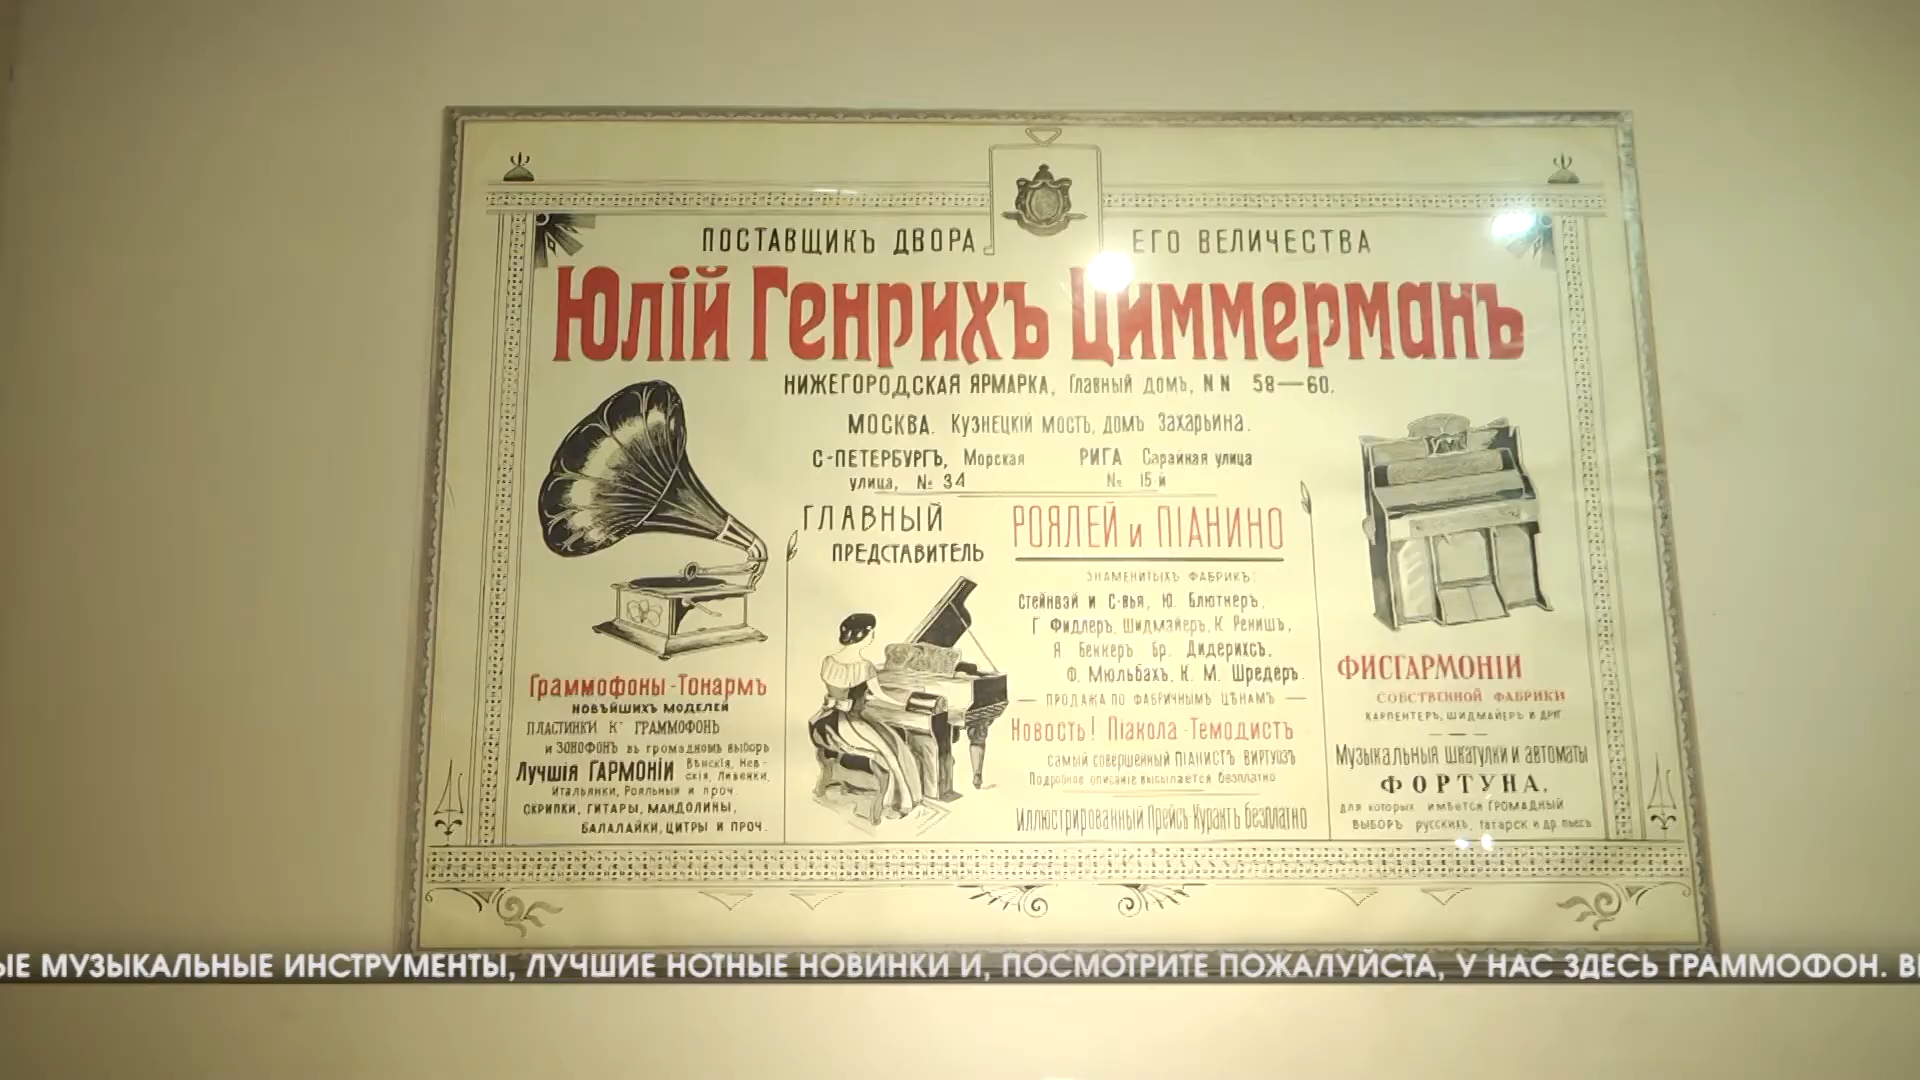 ПОСТАВЩИКЪ ДВОРА ЕГО ВЕЛИЧЕСТВА
Юлій Генрихъ Циммерманъ
НИЖЕГОРОДСКАЯ ЯРМАРКА, Главный домъ, NN 58—60.
МОСКВА. Кузнецкій мостъ, домъ Захарьина.
С-ПЕТЕРБУРГЪ, Морская
улица, № 34
РИГА Сарайная улица
№ 15-й
ГЛАВНЫЙ
ПРЕДСТАВИТЕЛЬ
РОЯЛЕЙ и ПІАНИНО
ЗНАМЕНИТЫХЪ ФАБРИКЪ:
Стейнвэй и С-вья, Ю. Блютнеръ,
Г. Фидлеръ, Шидмайеръ, К. Ренишъ,
Я. Беккеръ Бр. Дидерихсъ,
Ф. Мюльбахъ, К. М. Шредеръ.
— ПРОДАЖА ПО ФАБРИЧНЫМЪ ЦѢНАМЪ —
Новость! Піакола-Темодистъ
самый совершенный ПІАНИСТЪ ВИРТУОЗЪ
Подробное описаніе высылается безплатно
Иллюстрированный Прейсъ Курантъ безплатно
Граммофоны-Тонармъ
НОВѢЙШИХЪ МОДЕЛЕЙ
ПЛАСТИНКИ К ГРАММОФОНЪ
и ЗОНОФОНЪ въ громадномъ выборѣ
Лучшія ГАРМОНІИ Вѣнскія, Нев-
скія, Ливенки,
Итальянки, Рояльный и проч.
СКРИПКИ, ГИТАРЫ, МАНДОЛИНЫ,
БАЛАЛАЙКИ, ЦИТРЫ И ПРОЧ.
ФИСГАРМОНІИ
СОБСТВЕННОЙ ФАБРИКИ
КАРПЕНТЕРЪ, ШИДМАЙЕРЪ И ДРУГ.
Музыкальныя шкатулки и автоматы
ФОРТУНА,
для которыхъ имѣется ГРОМАДНЫЙ
ВЫБОРЪ русскихъ, татарск и др. пьесъ
ЫЕ МУЗЫКАЛЬНЫЕ ИНСТРУМЕНТЫ, ЛУЧШИЕ НОТНЫЕ НОВИНКИ И, ПОСМОТРИТЕ ПОЖАЛУЙСТА, У НАС ЗДЕСЬ ГРАММОФОН. В